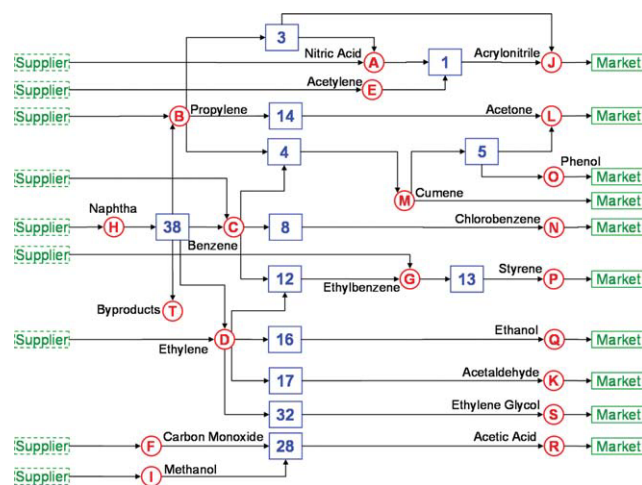 3
Nitric Acid
Acrylonitrile
Supplier
A
1
J
Market
Acetylene
Supplier
E
Supplier
B
Propylene
14
Acetone
L
Market
4
5
Phenol
Supplier
O
Market
M
Cumene
Market
Naphtha
Chlorobenzene
Supplier
H
38
C
8
N
Market
Benzene
Supplier
12
G
13
Styrene
P
Market
Ethylbenzene
Byproducts
T
Supplier
Ethylene
D
16
Ethanol
Q
Market
17
Acetaldehyde
K
Market
32
Ethylene Glycol
S
Market
Supplier
F
Carbon Monoxide
28
Acetic Acid
R
Market
Supplier
I
Methanol